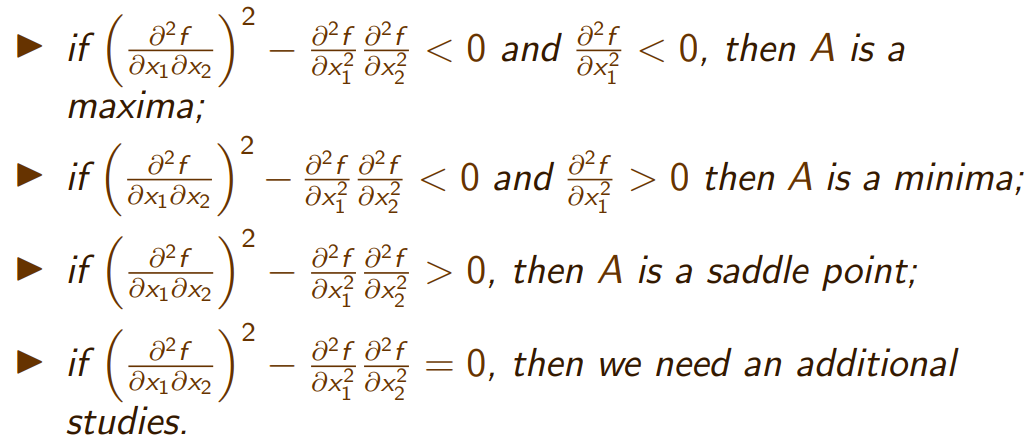 ▶ if (∂²f/∂x₁∂x₂)² − ∂²f/∂x₁² ∂²f/∂x₂² < 0 and ∂²f/∂x₁² < 0, then A is a
maxima;
▶ if (∂²f/∂x₁∂x₂)² − ∂²f/∂x₁² ∂²f/∂x₂² < 0 and ∂²f/∂x₁² > 0 then A is a minima;
▶ if (∂²f/∂x₁∂x₂)² − ∂²f/∂x₁² ∂²f/∂x₂² > 0, then A is a saddle point;
▶ if (∂²f/∂x₁∂x₂)² − ∂²f/∂x₁² ∂²f/∂x₂² = 0, then we need an additional
studies.